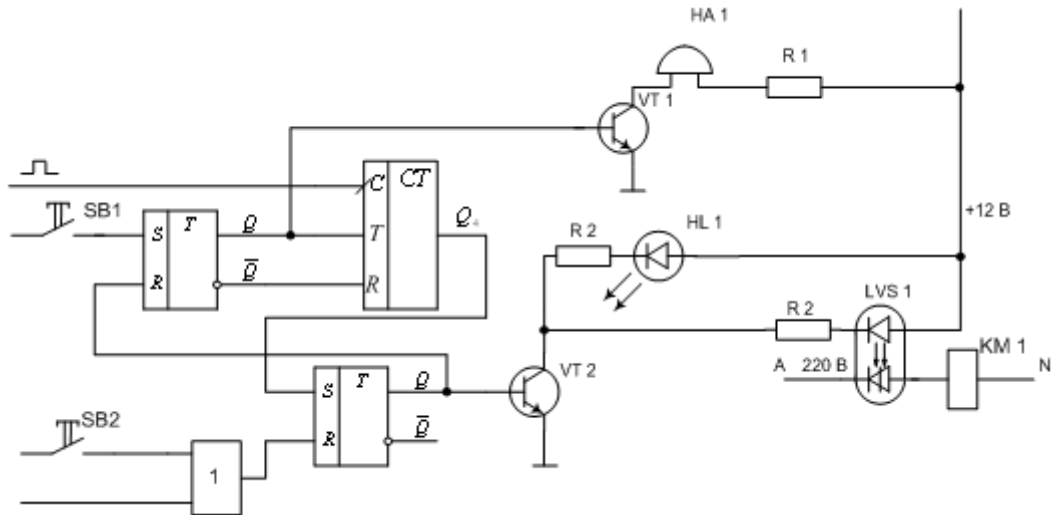 HA 1
R 1
VT 1
C CT
SB1
Q₄
+12 В
S T Q
T
R Q̅
R
R 2
HL 1
LVS 1
R 2
A 220 В
KM 1
N
VT 2
S T Q
R Q̅
SB2
1